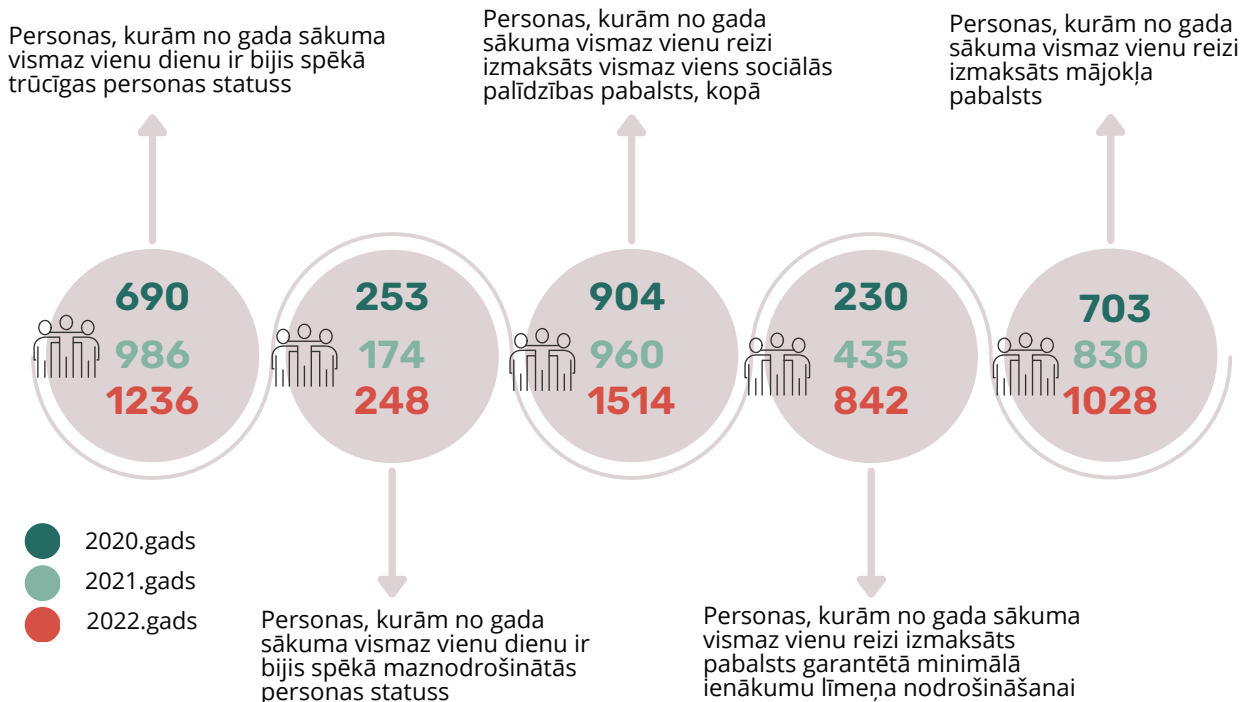 Personas, kurām no gada sākuma
vismaz vienu dienu ir bijis spēkā
trūcīgas personas statuss
Personas, kurām no gada
sākuma vismaz vienu reizi
izmaksāts vismaz viens sociālās
palīdzības pabalsts, kopā
Personas, kurām no gada
sākuma vismaz vienu reizi
izmaksāts mājokļa
pabalsts
690
986
1236
253
174
248
904
960
1514
230
435
842
703
830
1028
2020.gads
2021.gads
2022.gads
Personas, kurām no gada
sākuma vismaz vienu dienu ir
bijis spēkā maznodrošinātās
personas statuss
Personas, kurām no gada sākuma
vismaz vienu reizi izmaksāts
pabalsts garantētā minimālā
ienākumu līmeņa nodrošināšanai